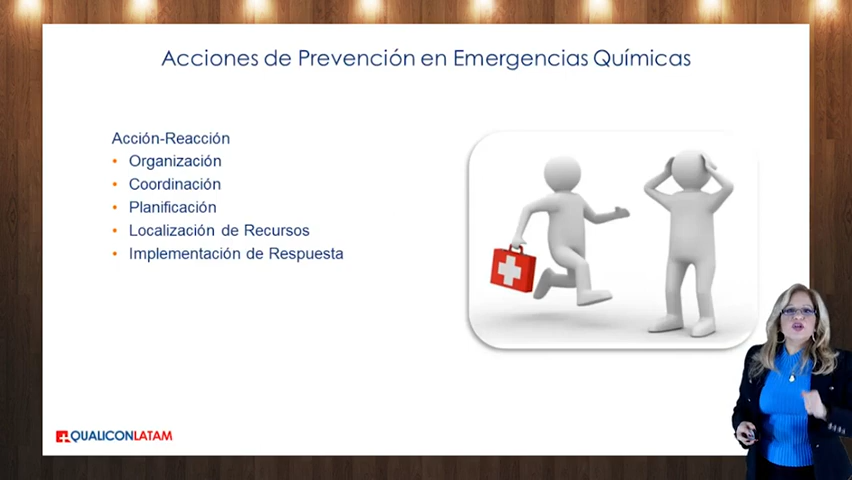 Acciones de Prevención en Emergencias Químicas
Acción-Reacción
• Organización
• Coordinación
• Planificación
• Localización de Recursos
• Implementación de Respuesta
QUALICONLATAM